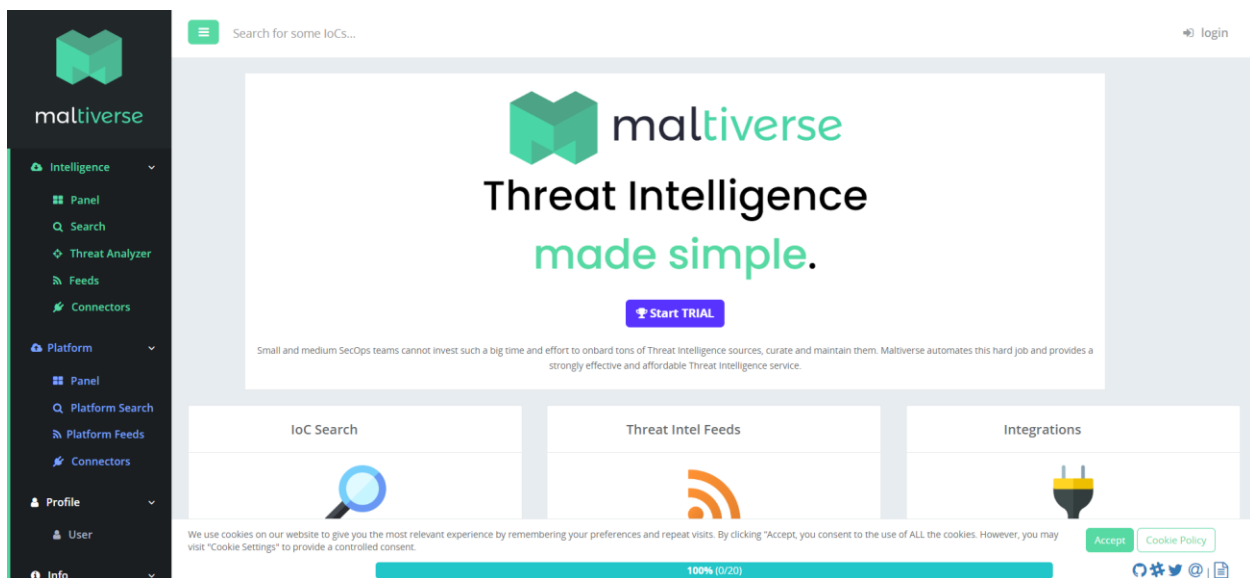 maltiverse
Intelligence
Panel
Search
Threat Analyzer
Feeds
Connectors
Platform
Panel
Platform Search
Platform Feeds
Connectors
Profile
User
Info
Search for some IoCs...
login
maltiverse
Threat Intelligence
made simple.
Start TRIAL
Small and medium SecOps teams cannot invest such a big time and effort to onbard tons of Threat Intelligence sources, curate and maintain them. Maltiverse automates this hard job and provides a
strongly effective and affordable Threat Intelligence service.
IoC Search
Threat Intel Feeds
Integrations
We use cookies on our website to give you the most relevant experience by remembering your preferences and repeat visits. By clicking "Accept, you consent to the use of ALL the cookies. However, you may
visit "Cookie Settings" to provide a controlled consent.
Accept
Cookie Policy
100% (0/20)